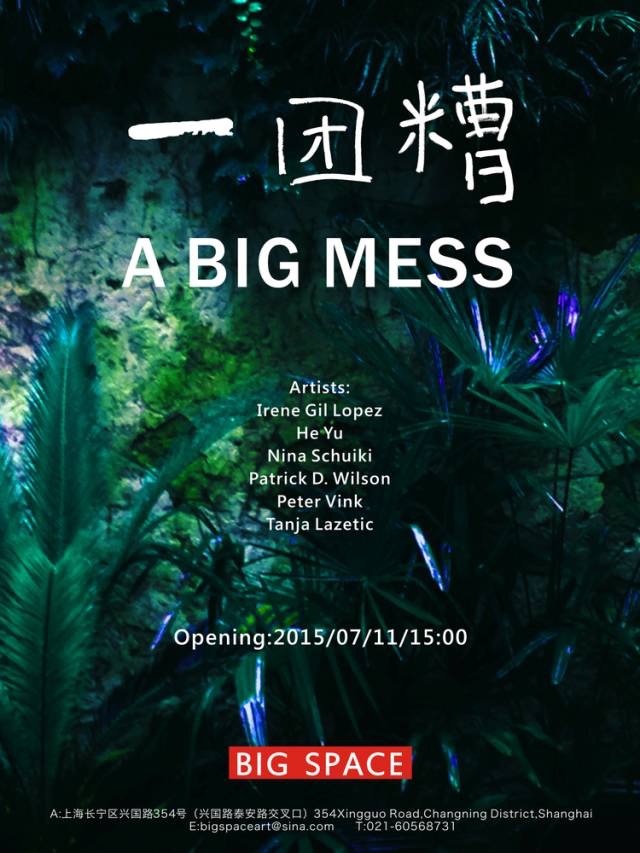 一团糟
A BIG MESS
Artists:
Irene Gil Lopez
He Yu
Nina Schuiki
Patrick D. Wilson
Peter Vink
Tanja Lazetic
Opening:2015/07/11/15:00
BIG SPACE
A:上海长宁区兴国路354号（兴国路泰安路交叉口）354Xingguo Road,Changning District,Shanghai
E:bigspaceart@sina.com T:021-60568731